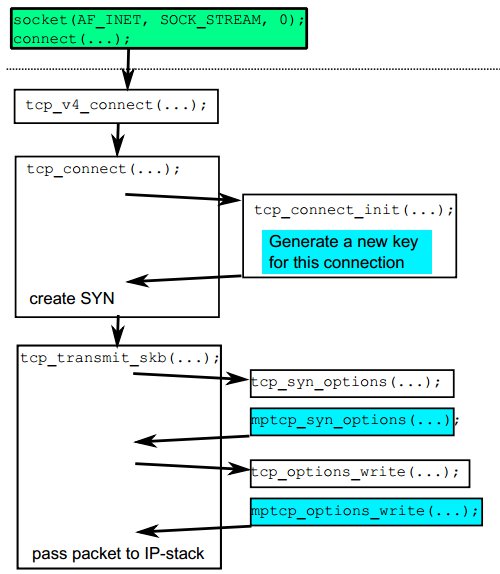 socket(AF_INET, SOCK_STREAM, 0);
connect(...);
tcp_v4_connect(...);
tcp_connect(...);
tcp_connect_init(...);
Generate a new key
for this connection
create SYN
tcp_transmit_skb(...);
tcp_syn_options(...);
mptcp_syn_options(...);
tcp_options_write(...);
mptcp_options_write(...);
pass packet to IP-stack